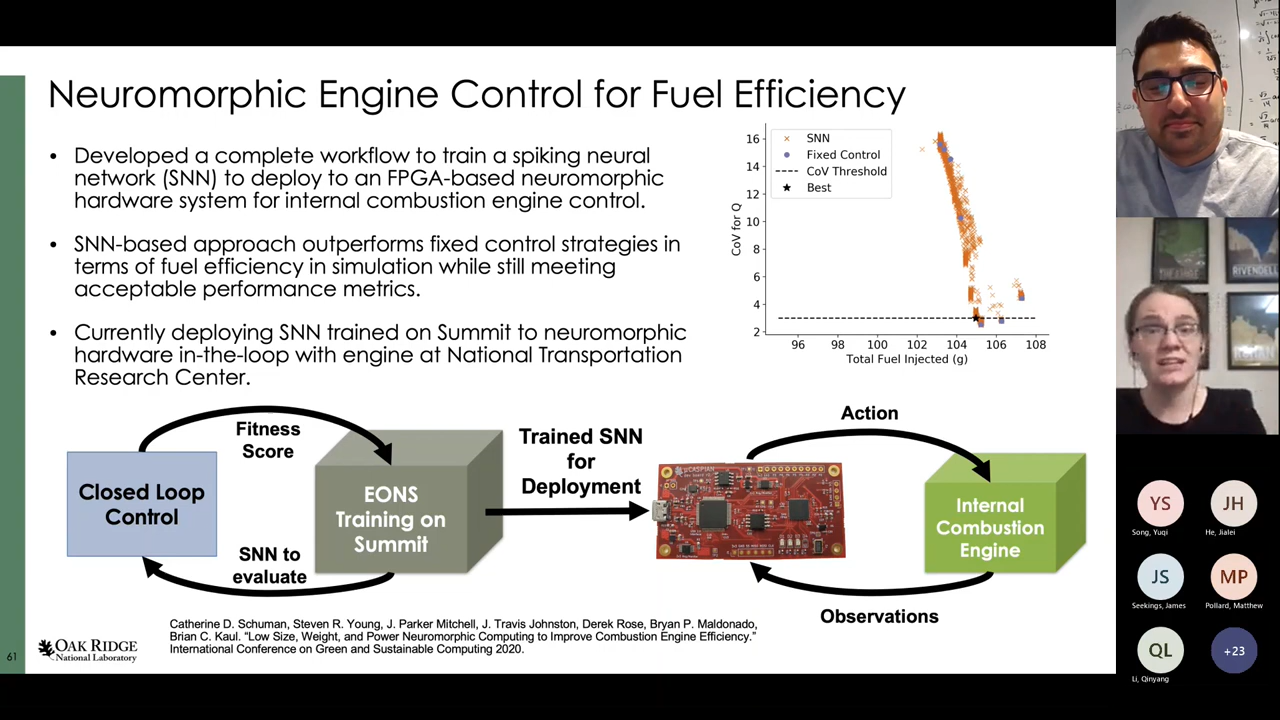 Neuromorphic Engine Control for Fuel Efficiency
• Developed a complete workflow to train a spiking neural
network (SNN) to deploy to an FPGA-based neuromorphic
hardware system for internal combustion engine control.
• SNN-based approach outperforms fixed control strategies in
terms of fuel efficiency in simulation while still meeting
acceptable performance metrics.
• Currently deploying SNN trained on Summit to neuromorphic
hardware in-the-loop with engine at National Transportation
Research Center.
SNN
Fixed Control
CoV Threshold
Best
CoV for Q
16
14
12
10
8
6
4
2
96 98 100 102 104 106 108
Total Fuel Injected (g)
Closed Loop
Control
Fitness
Score
SNN to
evaluate
EONS
Training on
Summit
Trained SNN
for
Deployment
CASPIAN
Action
Internal
Combustion
Engine
Observations
Catherine D. Schuman, Steven R. Young, J. Parker Mitchell, J. Travis Johnston, Derek Rose, Bryan P. Maldonado,
Brian C. Kaul. “Low Size, Weight, and Power Neuromorphic Computing to Improve Combustion Engine Efficiency.”
International Conference on Green and Sustainable Computing 2020.
61
OAK RIDGE
National Laboratory
RIVENDELL
YS
Song, Yuqi
JH
He, Jialei
JS
Seekings, James
MP
Pollard, Matthew
QL
Li, Qinyang
+23